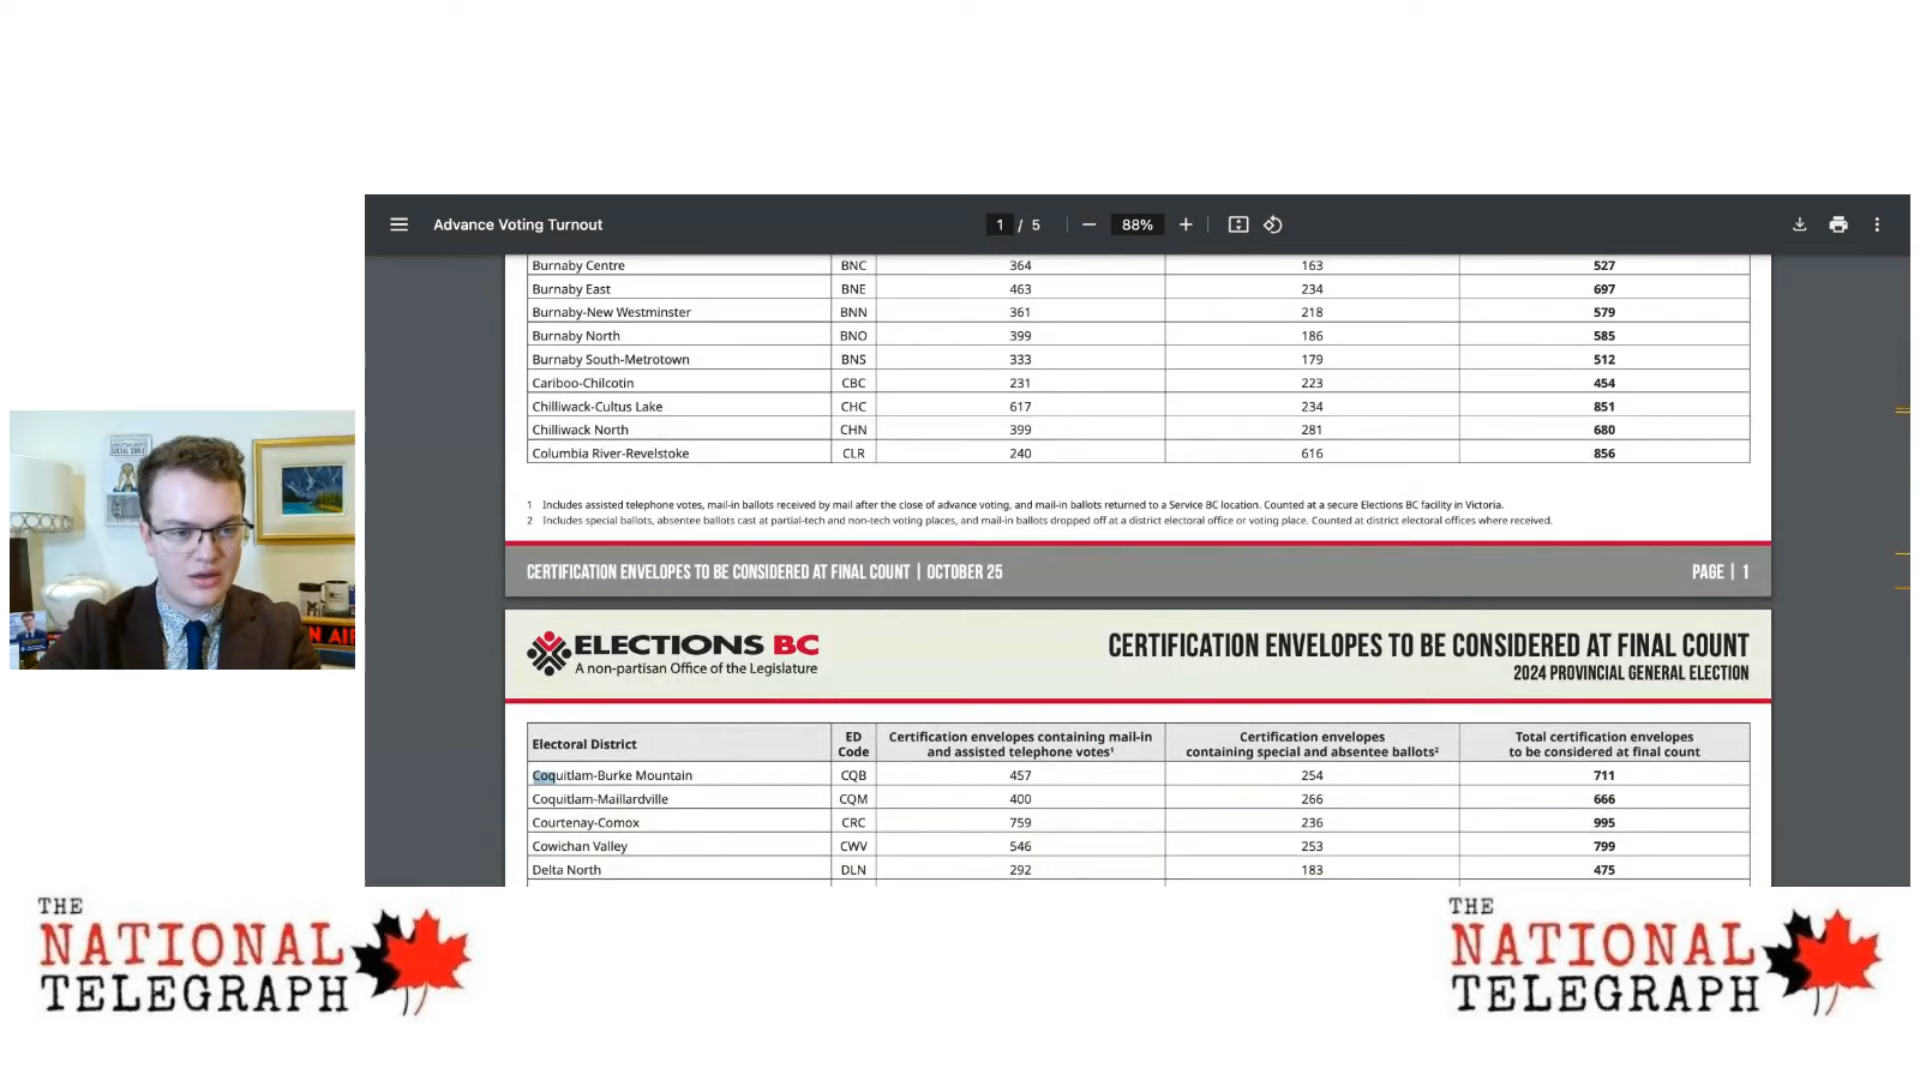 Advance Voting Turnout
1 / 5
88%
Burnaby Centre BNC 364 163 527
Burnaby East BNE 463 234 697
Burnaby-New Westminster BNN 361 218 579
Burnaby North BNO 399 186 585
Burnaby South-Metrotown BNS 333 179 512
Cariboo-Chilcotin CBC 231 223 454
Chilliwack-Cultus Lake CHC 617 234 851
Chilliwack North CHN 399 281 680
Columbia River-Revelstoke CLR 240 616 856
1 Includes assisted telephone votes, mail-in ballots received by mail after the close of advance voting, and mail-in ballots returned to a Service BC location. Counted at a secure Elections BC facility in Victoria.
2 Includes special ballots, absentee ballots cast at partial-tech and non-tech voting places, and mail-in ballots dropped off at a district electoral office or voting place. Counted at district electoral offices where received.
CERTIFICATION ENVELOPES TO BE CONSIDERED AT FINAL COUNT | OCTOBER 25
PAGE | 1
ELECTIONS BC
A non-partisan Office of the Legislature
CERTIFICATION ENVELOPES TO BE CONSIDERED AT FINAL COUNT
2024 PROVINCIAL GENERAL ELECTION
Electoral District
ED
Code
Certification envelopes containing mail-in
and assisted telephone votes¹
Certification envelopes
containing special and absentee ballots²
Total certification envelopes
to be considered at final count
Coquitlam-Burke Mountain CQB 457 254 711
Coquitlam-Maillardville CQM 400 266 666
Courtenay-Comox CRC 759 236 995
Cowichan Valley CWV 546 253 799
Delta North DLN 292 183 475
N AI
THE
NATIONAL
TELEGRAPH
THE
NATIONAL
TELEGRAPH